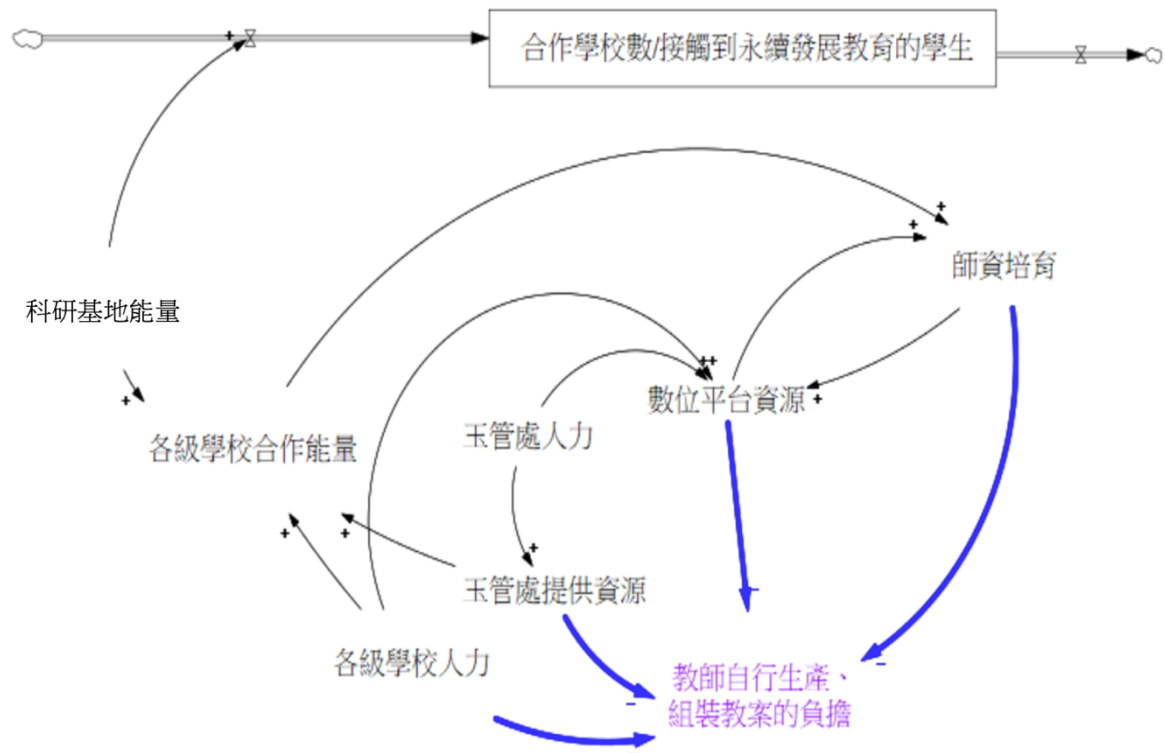 +
合作學校數/接觸到永續發展教育的學生
+
+
師資培育
科研基地能量
++
數位平台資源
+
+
玉管處人力
各級學校合作能量
+
+
+
玉管處提供資源
-
各級學校人力
-
教師自行生產、
-
組裝教案的負擔